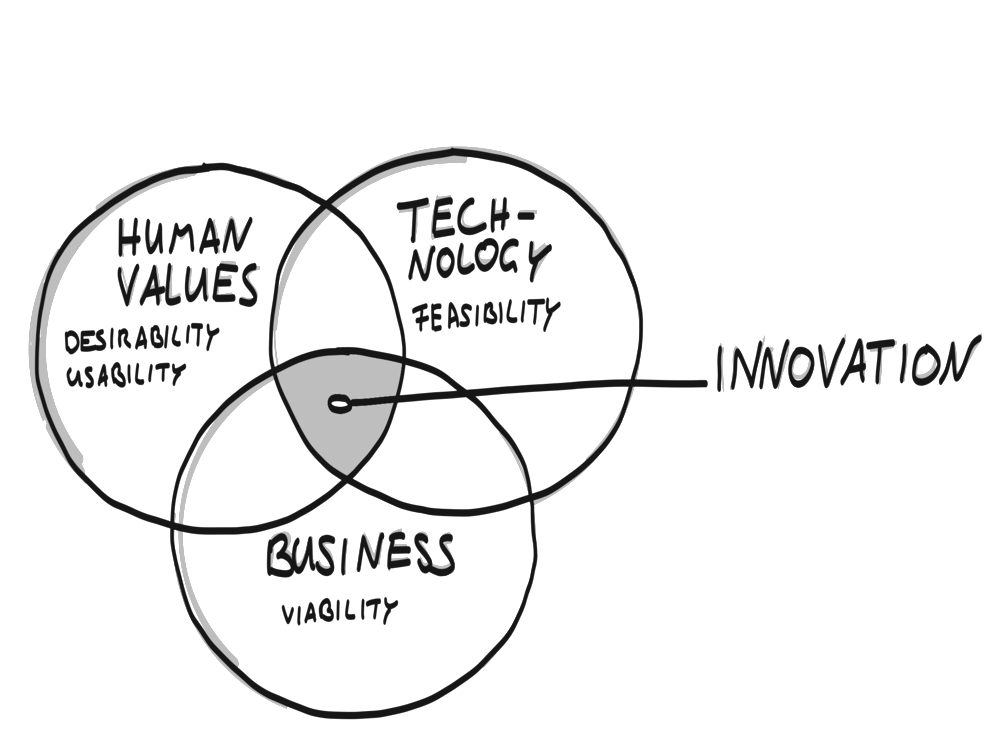 HUMAN
VALUES
DESIRABILITY
USABILITY
TECH-
NOLOGY
FEASIBILITY
INNOVATION
BUSINESS
VIABILITY